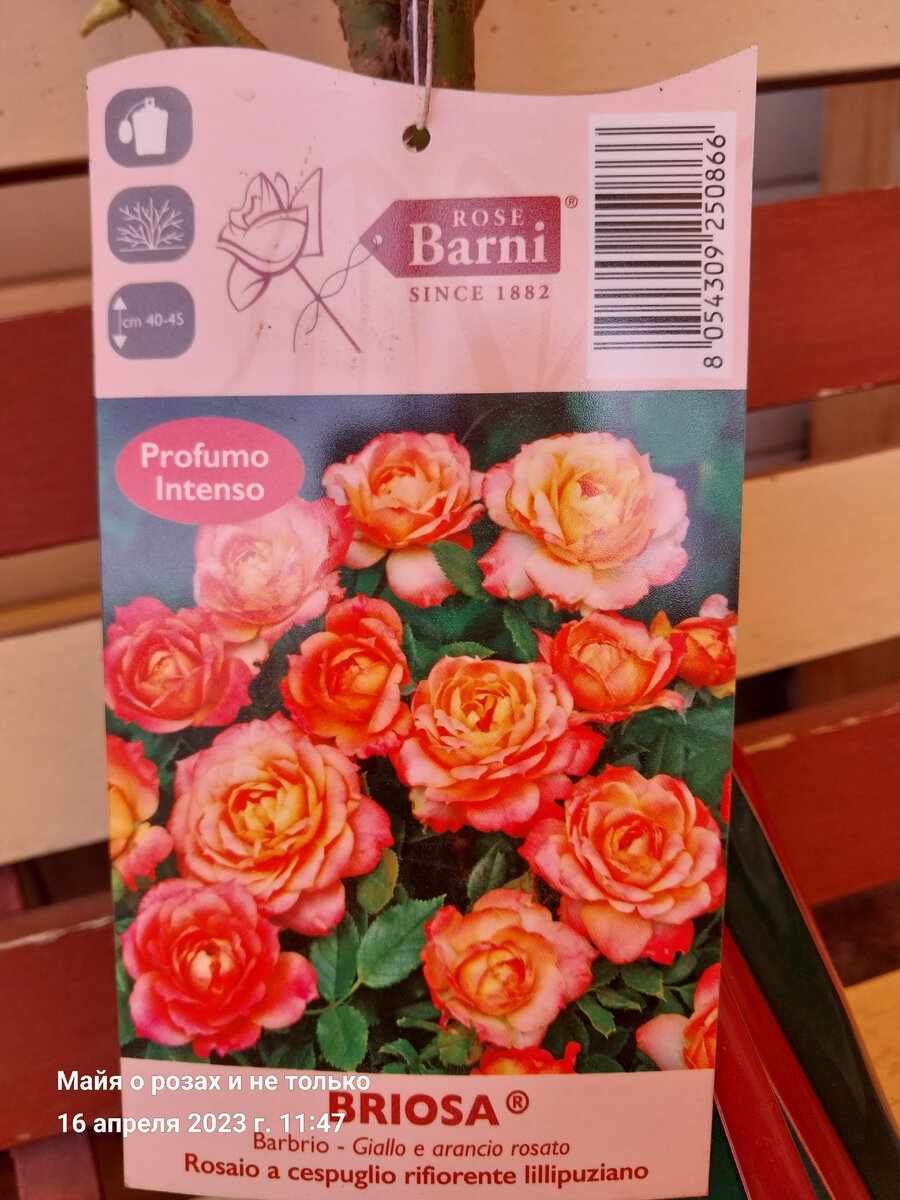 ROSE
Barni®
SINCE 1882
cm 40-45
8 054309 250866
Profumo
Intenso
Майя о розах и не только
16 апреля 2023 г. 11:47
BRIOSA®
Barbrio - Giallo e arancio rosato
Rosaio a cespuglio rifiorente lillipuziano